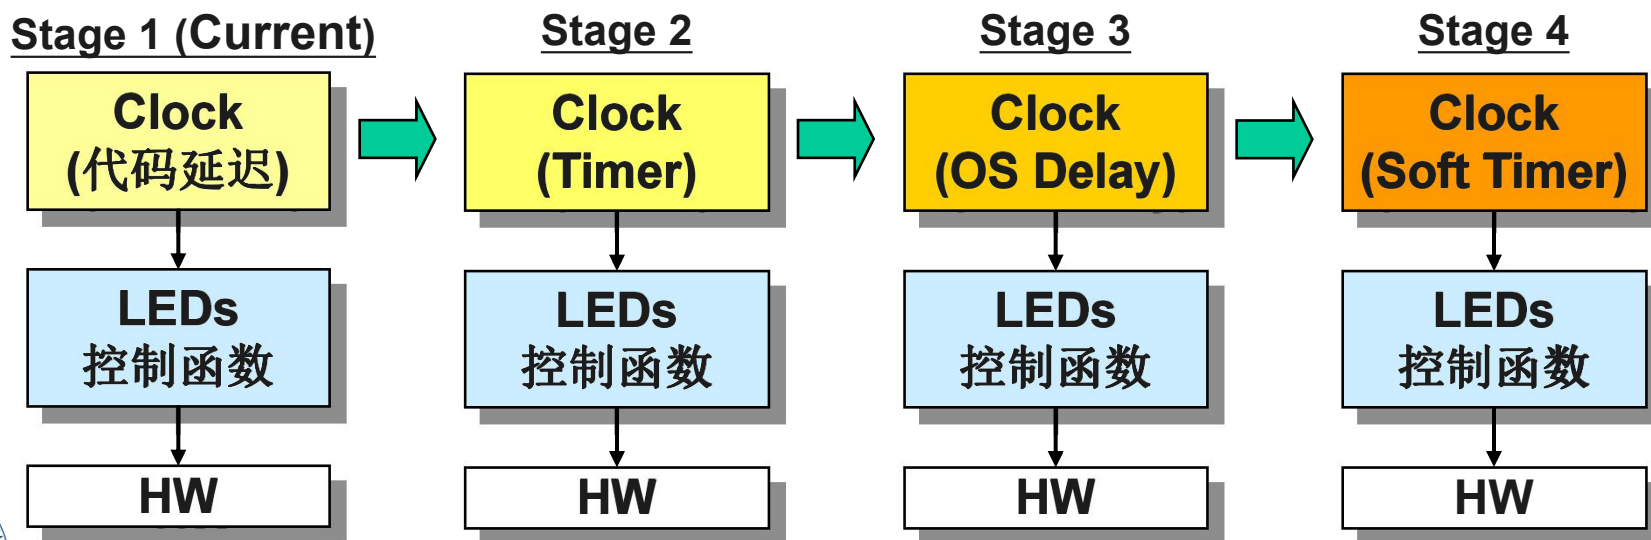 Stage 1 (Current)
Stage 2
Stage 3
Stage 4
Clock
(代码延迟)
Clock
(Timer)
Clock
(OS Delay)
Clock
(Soft Timer)
LEDs
控制函数
LEDs
控制函数
LEDs
控制函数
LEDs
控制函数
HW
HW
HW
HW